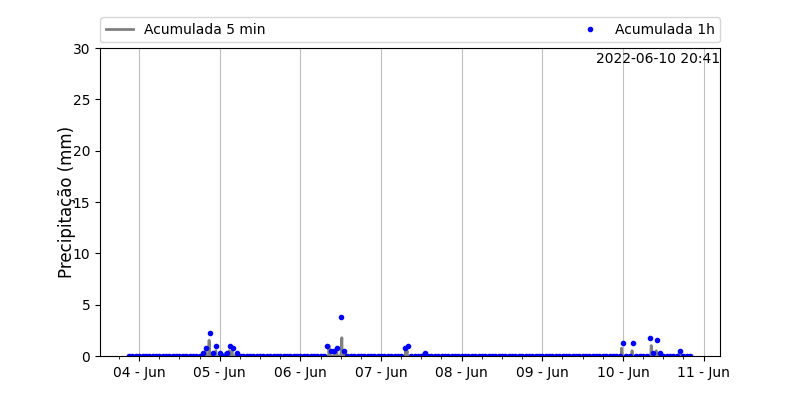 Acumulada 5 min
Acumulada 1h
2022-06-10 20:41
Precipitação (mm)
30
25
20
15
10
5
0
04 - Jun
05 - Jun
06 - Jun
07 - Jun
08 - Jun
09 - Jun
10 - Jun
11 - Jun